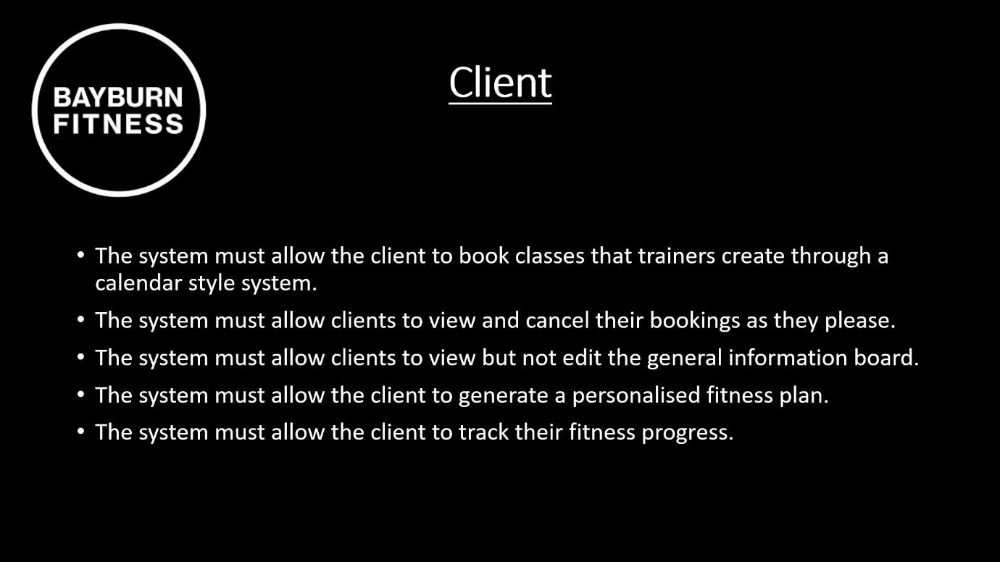 BAYBURN
FITNESS
Client
• The system must allow the client to book classes that trainers create through a
calendar style system.
• The system must allow clients to view and cancel their bookings as they please.
• The system must allow clients to view but not edit the general information board.
• The system must allow the client to generate a personalised fitness plan.
• The system must allow the client to track their fitness progress.